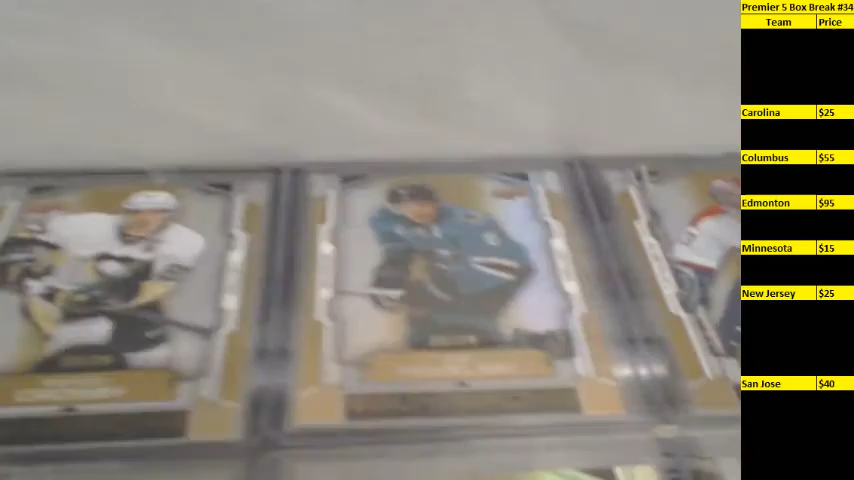 Premier 5 Box Break #34
Team Price
Carolina $25
Columbus $55
Edmonton $95
Minnesota $15
New Jersey $25
San Jose $40